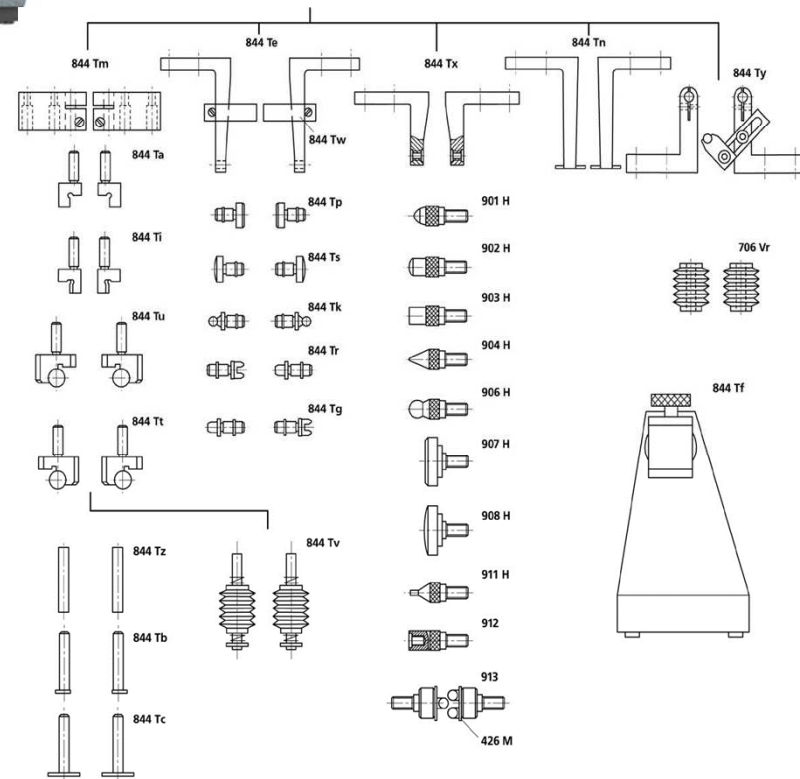 844 Tm
844 Te
844 Tx
844 Tn
844 Ty
844 Tw
844 Ta
844 Tp
901 H
844 Ti
844 Ts
902 H
706 Vr
844 Tu
844 Tk
903 H
844 Tr
904 H
844 Tt
844 Tg
906 H
844 Tf
907 H
908 H
844 Tz
844 Tv
911 H
844 Tb
912
844 Tc
913
426 M